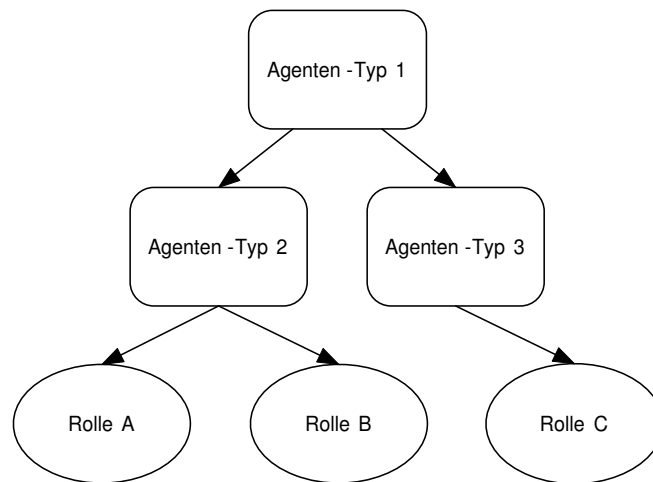 Agenten -Typ 1
Agenten -Typ 2
Agenten -Typ 3
Rolle A
Rolle B
Rolle C